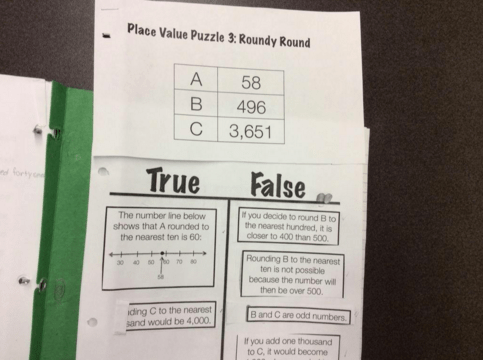 Place Value Puzzle 3: Roundy Round
A 58
B 496
C 3,651
True False
The number line below
shows that A rounded to
the nearest ten is 60:
30 40 50 60 70 80
58
iding C to the nearest
sand would be 4,000.
If you decide to round B to
the nearest hundred, it is
closer to 400 than 500.
Rounding B to the nearest
ten is not possible
because the number will
then be over 500.
B and C are odd numbers.
If you add one thousand
to C, it would become